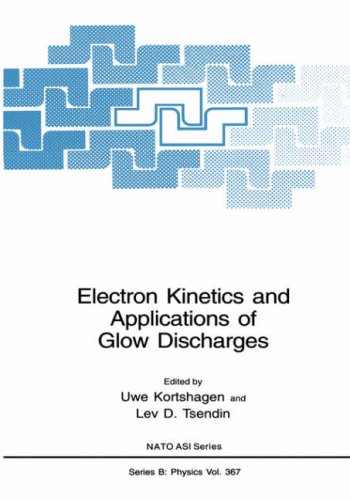 Electron Kinetics and
Applications of
Glow Discharges
Edited by
Uwe Kortshagen and
Lev D. Tsendin
NATO ASI Series
Series B: Physics Vol. 367